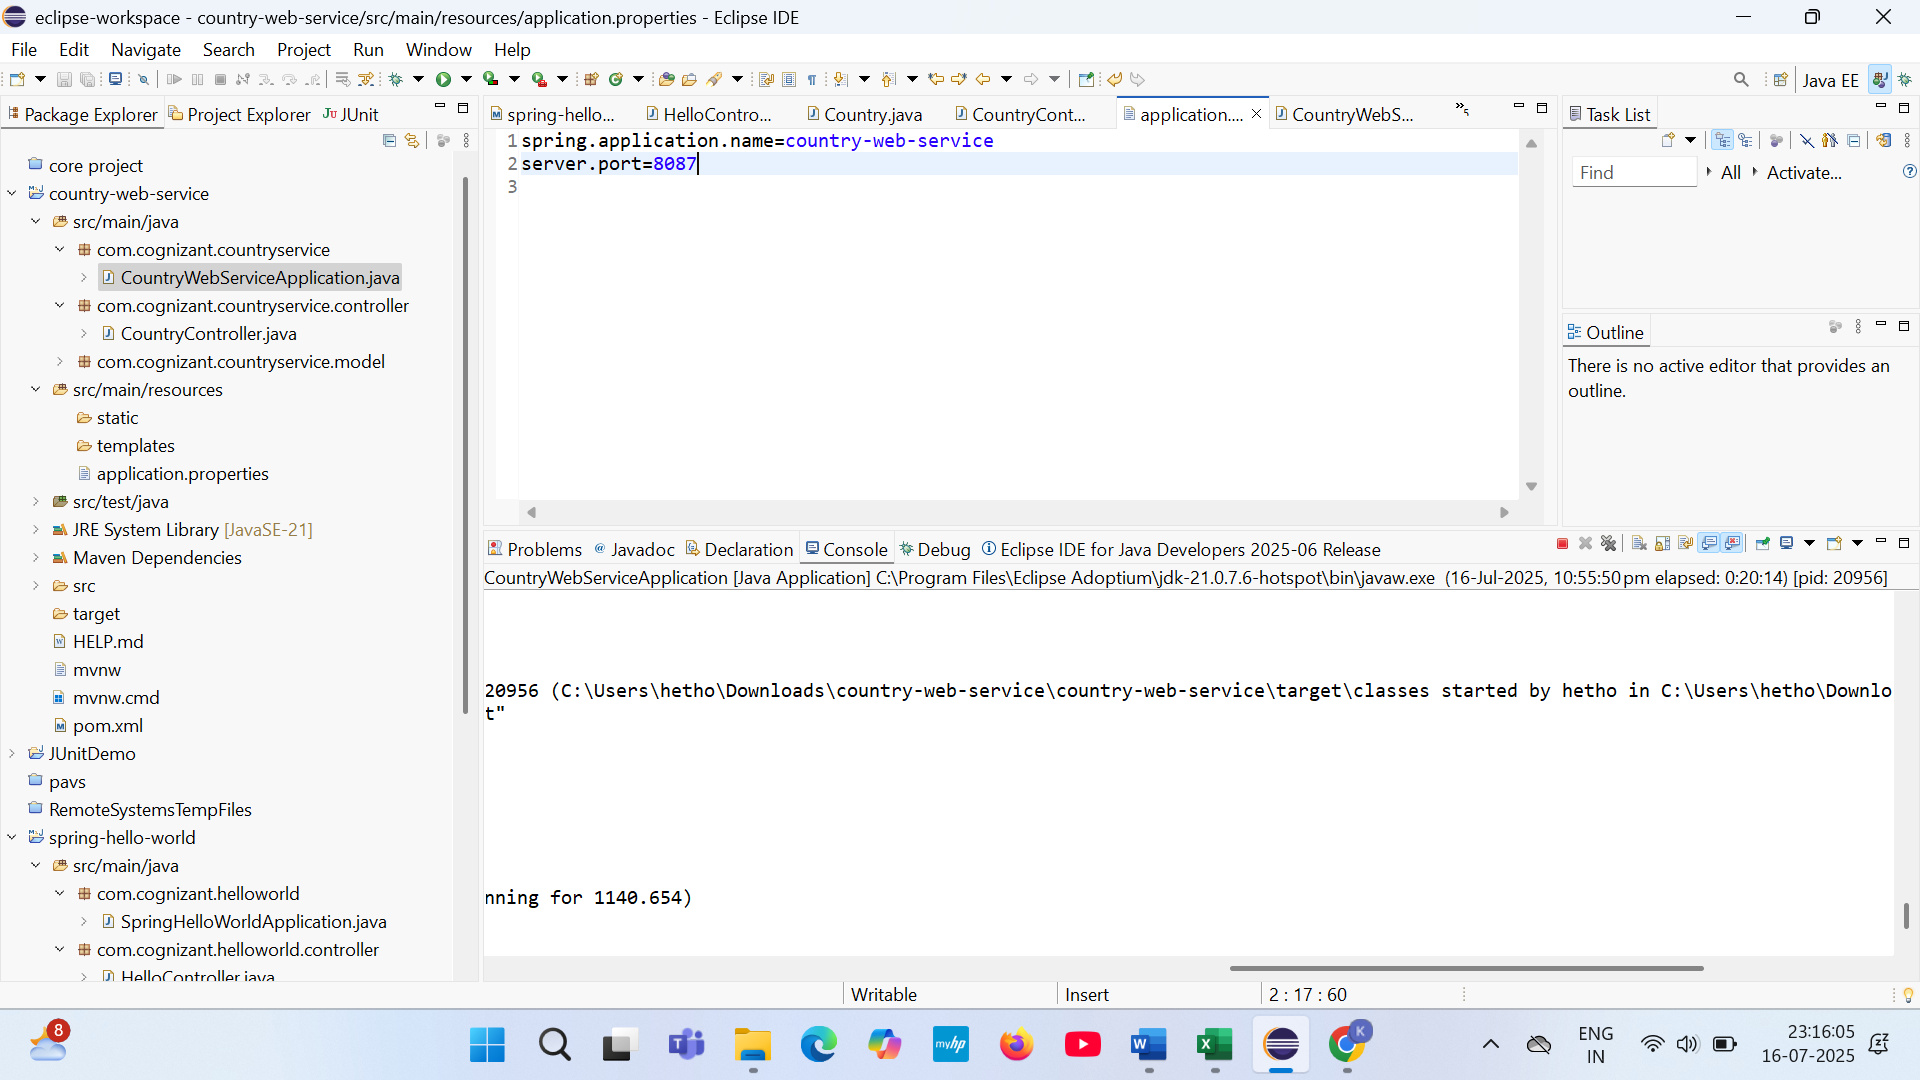 eclipse-workspace - country-web-service/src/main/resources/application.properties - Eclipse IDE
File Edit Navigate Search Project Run Window Help
Java EE
Package Explorer Project Explorer JUnit
core project
country-web-service
src/main/java
com.cognizant.countryservice
CountryWebServiceApplication.java
com.cognizant.countryservice.controller
CountryController.java
com.cognizant.countryservice.model
src/main/resources
static
templates
application.properties
src/test/java
JRE System Library [JavaSE-21]
Maven Dependencies
src
target
HELP.md
mvnw
mvnw.cmd
pom.xml
JUnitDemo
pavs
RemoteSystemsTempFiles
spring-hello-world
src/main/java
com.cognizant.helloworld
SpringHelloWorldApplication.java
com.cognizant.helloworld.controller
HelloController.java
spring-hello... HelloContro... Country.java CountryCont... application.... CountryWebS... »5
1 spring.application.name=country-web-service
2 server.port=8087
3
Task List
Find All Activate...
Outline
There is no active editor that provides an
outline.
Problems Javadoc Declaration Console Debug Eclipse IDE for Java Developers 2025-06 Release
CountryWebServiceApplication [Java Application] C:\Program Files\Eclipse Adoptium\jdk-21.0.7.6-hotspot\bin\javaw.exe (16-Jul-2025, 10:55:50 pm elapsed: 0:20:14) [pid: 20956]
20956 (C:\Users\hetho\Downloads\country-web-service\country-web-service\target\classes started by hetho in C:\Users\hetho\Downlo
t"
nning for 1140.654)
Writable Insert 2 : 17 : 60
8
myhp
K
ENG
IN
23:16:05
16-07-2025